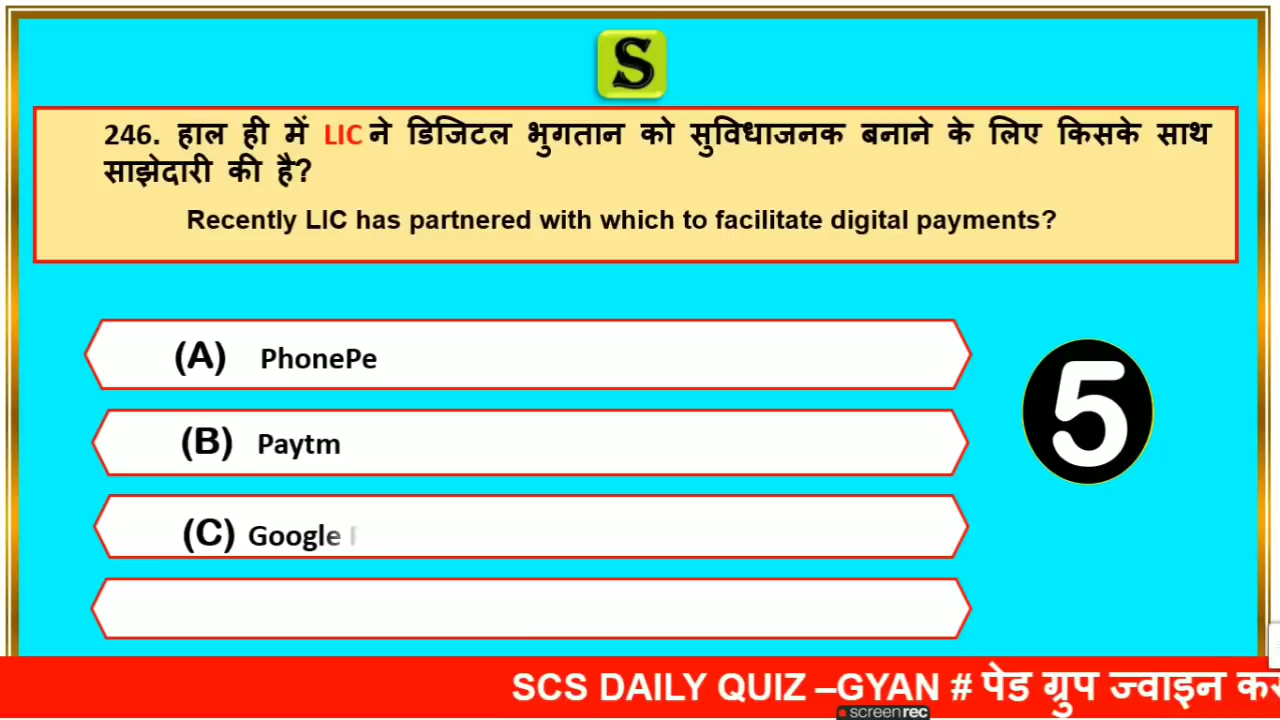 S
246. हाल ही में LIC ने डिजिटल भुगतान को सुविधाजनक बनाने के लिए किसके साथ
साझेदारी की है?
Recently LIC has partnered with which to facilitate digital payments?
(A) PhonePe
(B) Paytm
(C) Google
5
SCS DAILY QUIZ –GYAN # पेड ग्रुप ज्वाइन
screenrec